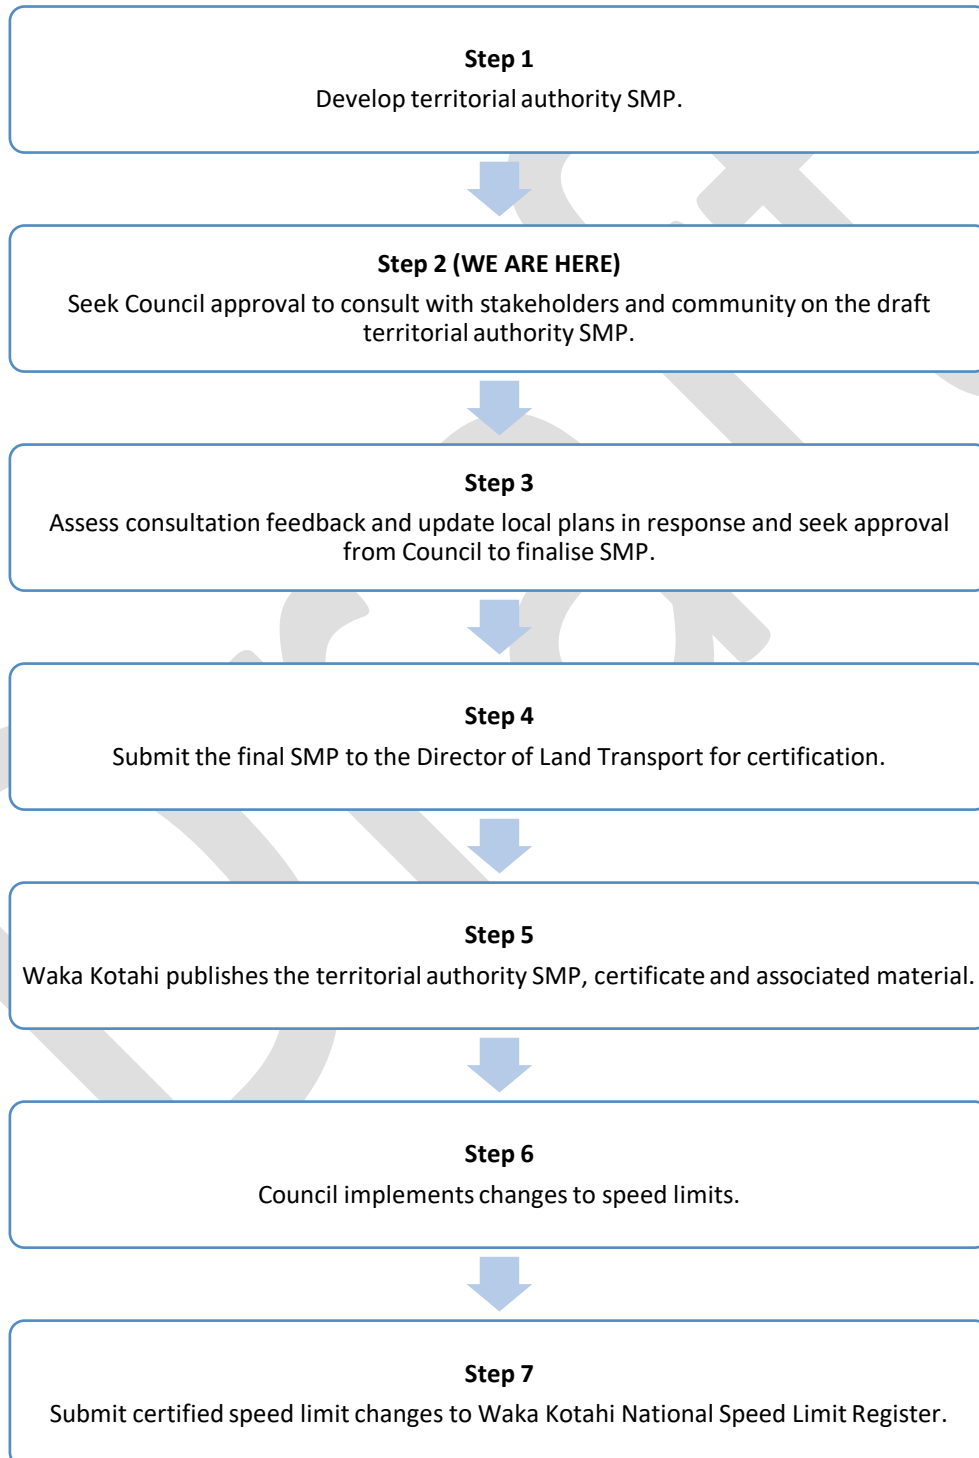 Step 1
Develop territorial authority SMP.
Step 2 (WE ARE HERE)
Seek Council approval to consult with stakeholders and community on the draft
territorial authority SMP.
Step 3
Assess consultation feedback and update local plans in response and seek approval
from Council to finalise SMP.
Step 4
Submit the final SMP to the Director of Land Transport for certification.
Step 5
Waka Kotahi publishes the territorial authority SMP, certificate and associated material.
Step 6
Council implements changes to speed limits.
Step 7
Submit certified speed limit changes to Waka Kotahi National Speed Limit Register.
Draft